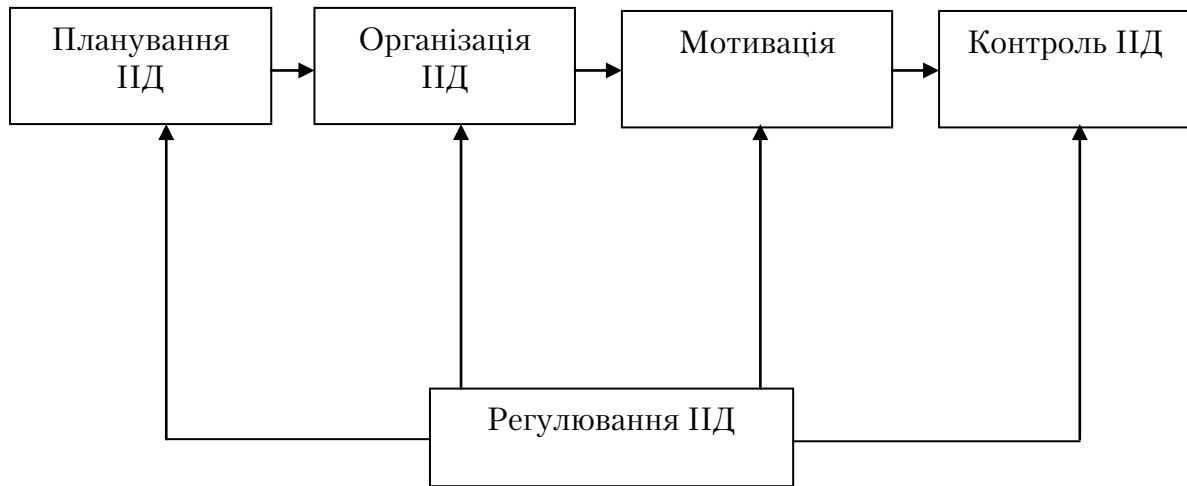 Планування
ІІД
Організація
ІІД
Мотивація
Контроль ІІД
Регулювання ІІД